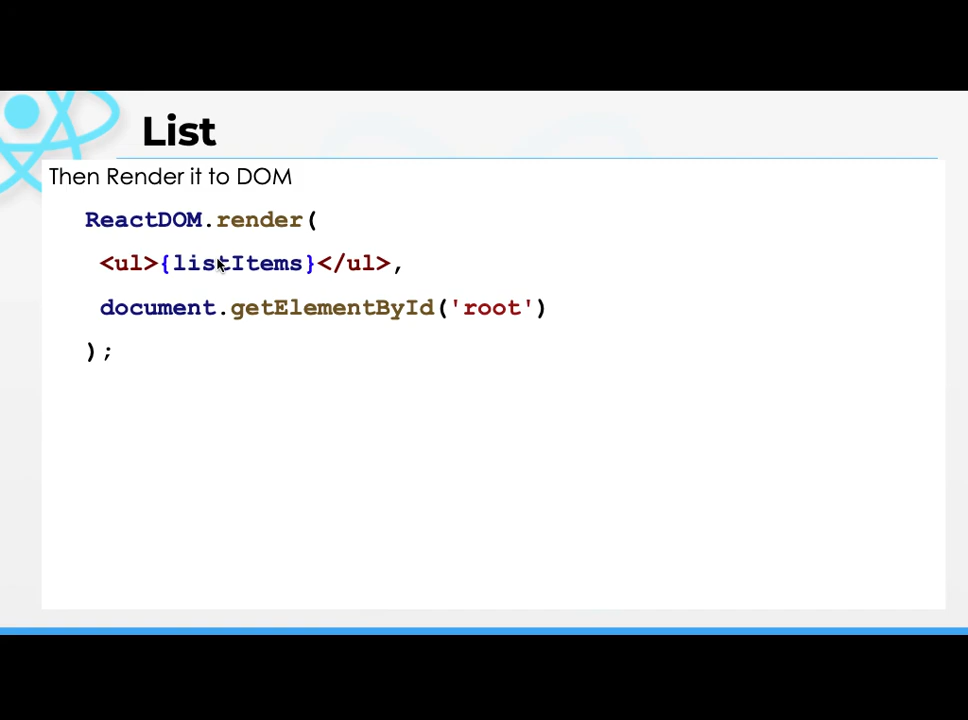 List
Then Render it to DOM
ReactDOM.render(
<ul>{listItems}</ul>,
document.getElementById('root')
);